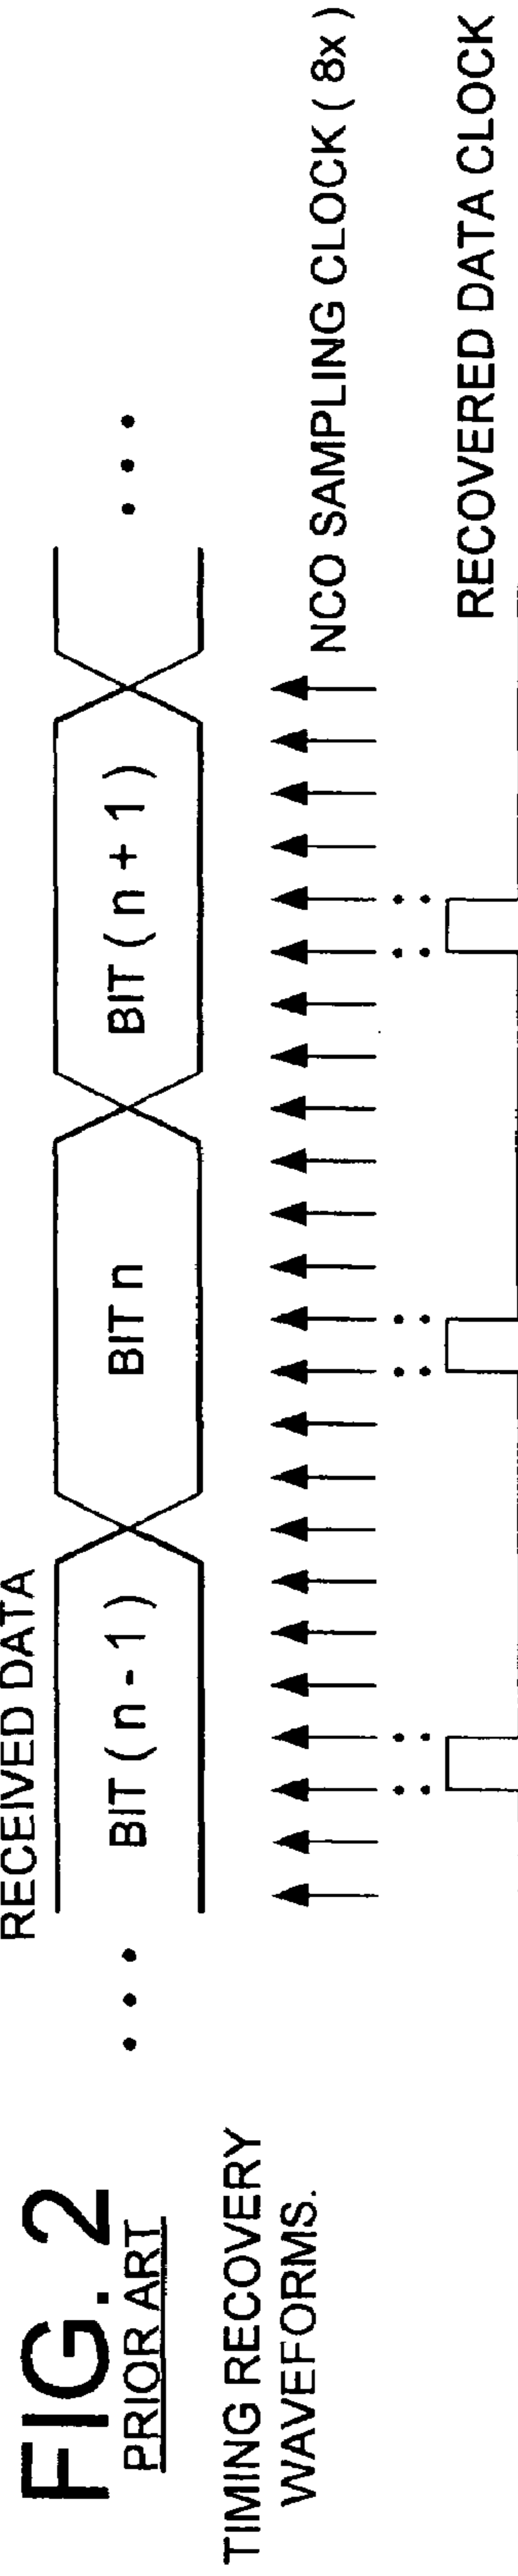 FIG. 2
PRIOR ART
TIMING RECOVERY
WAVEFORMS.
RECEIVED DATA
• • • BIT ( n - 1 ) BIT n BIT ( n + 1 ) • • •
NCO SAMPLING CLOCK ( 8x )
RECOVERED DATA CLOCK